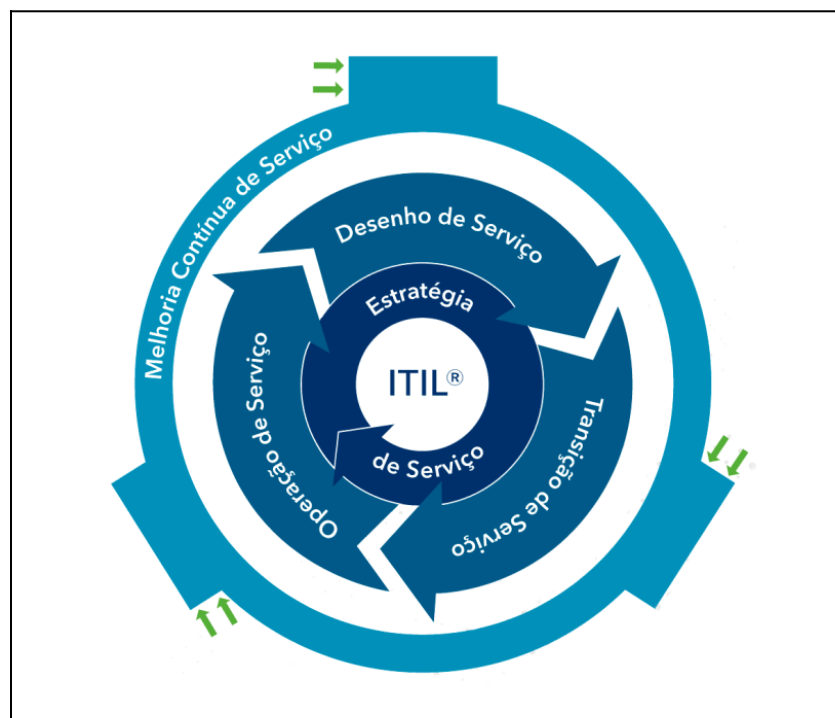 Melhoria Contínua de Serviço
Desenho de Serviço
Estratégia
de Serviço
ITIL®
Transição de Serviço
Operação de Serviço